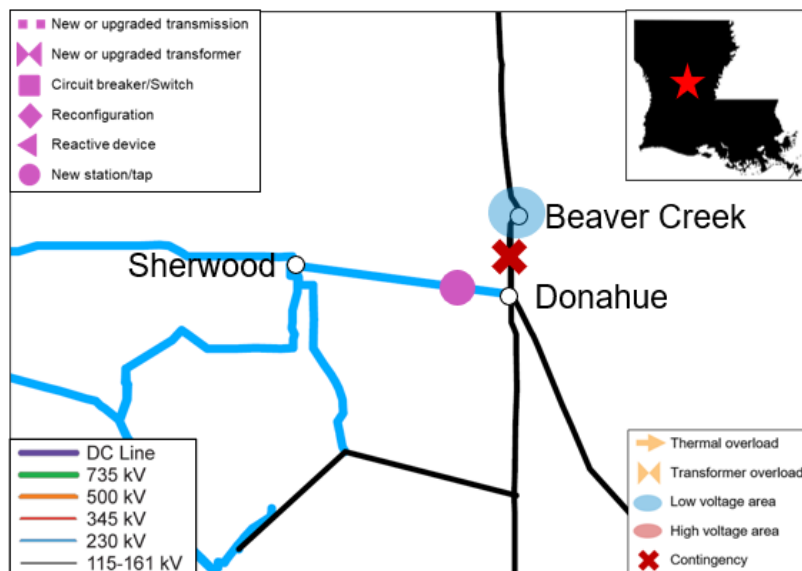 New or upgraded transmission
New or upgraded transformer
Circuit breaker/Switch
Reconfiguration
Reactive device
New station/tap
Beaver Creek
Sherwood
Donahue
DC Line
735 kV
500 kV
345 kV
230 kV
115-161 kV
Thermal overload
Transformer overload
Low voltage area
High voltage area
Contingency